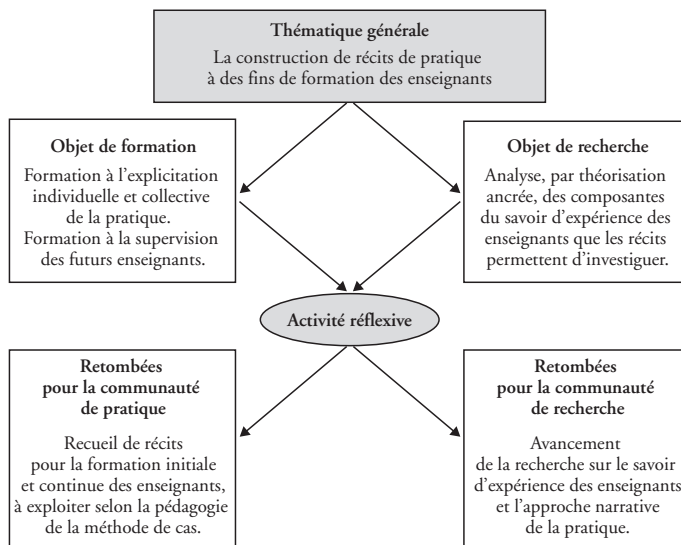 Thématique générale
La construction de récits de pratique
à des fins de formation des enseignants
Objet de formation
Formation à l'explicitation
individuelle et collective
de la pratique.
Formation à la supervision
des futurs enseignants.
Objet de recherche
Analyse, par théorisation
ancrée, des composantes
du savoir d'expérience des
enseignants que les récits
permettent d'investiguer.
Activité réflexive
Retombées
pour la communauté
de pratique
Recueil de récits
pour la formation initiale
et continue des enseignants,
à exploiter selon la pédagogie
de la méthode de cas.
Retombées
pour la communauté
de recherche
Avancement
de la recherche sur le savoir
d'expérience des enseignants
et l'approche narrative
de la pratique.